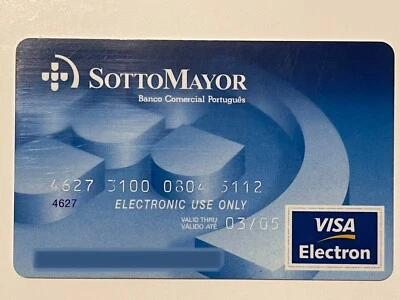 SOTTOMAYOR
Banco Comercial Português
4627 3100 0804 5112
4627
ELECTRONIC USE ONLY
VALID THRU
VÁLIDO ATÉ 03/05
VISA
Electron